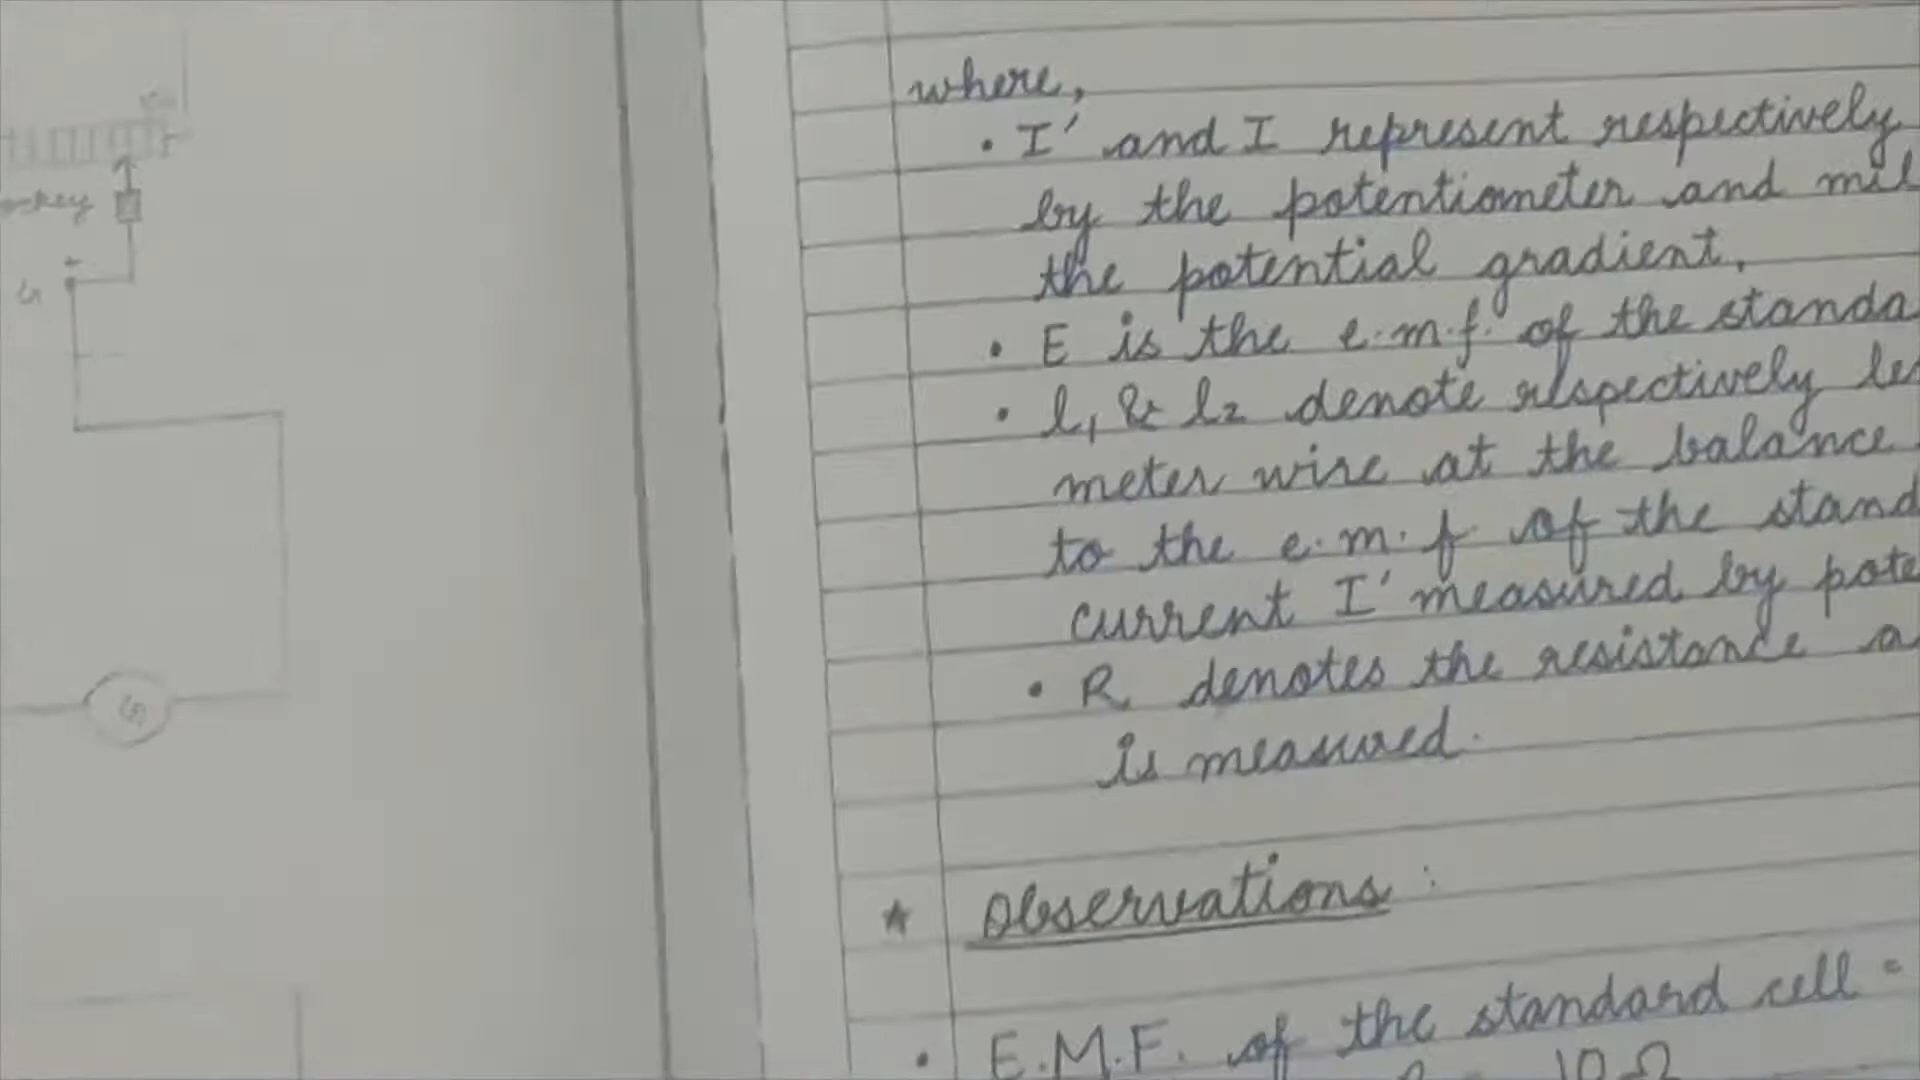 where,
• I' and I represent respectively
by the potentiometer and mil
the potential gradient.
• E is the e.m.f. of the standa
• l₁ & l₂ denote respectively le
meter wire at the balance
to the e.m.f of the stand
current I' measured by pote
• R denotes the resistance a
is measured.
★ Observations :
• E.M.F. of the standard cell =
10 Ω
G